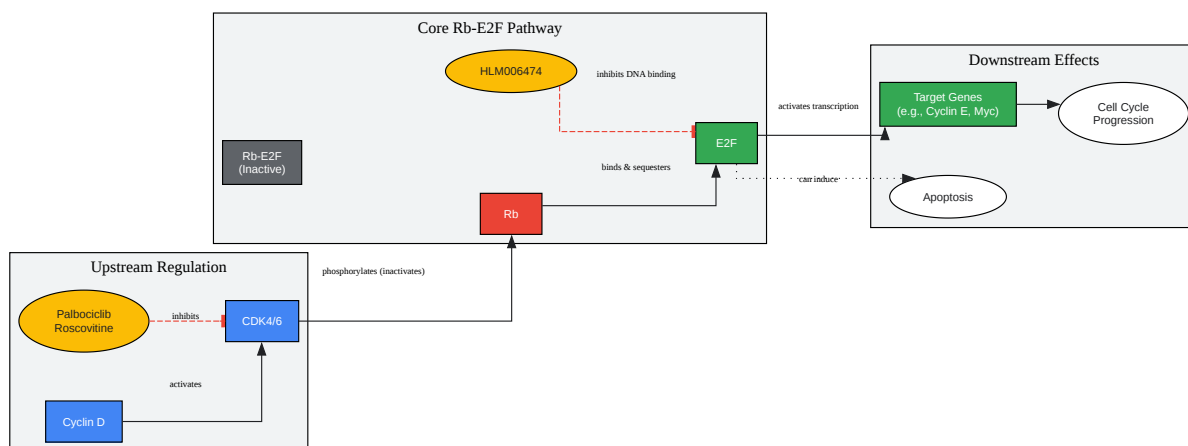 Core Rb-E2F Pathway
HLM006474
inhibits DNA binding
E2F
Rb-E2F
(Inactive)
binds & sequesters
Rb
activates transcription
Downstream Effects
Target Genes
(e.g., Cyclin E, Myc)
Cell Cycle
Progression
can induce
Apoptosis
Upstream Regulation
phosphorylates (inactivates)
Palbociclib
Roscovitine
inhibits
CDK4/6
activates
Cyclin D